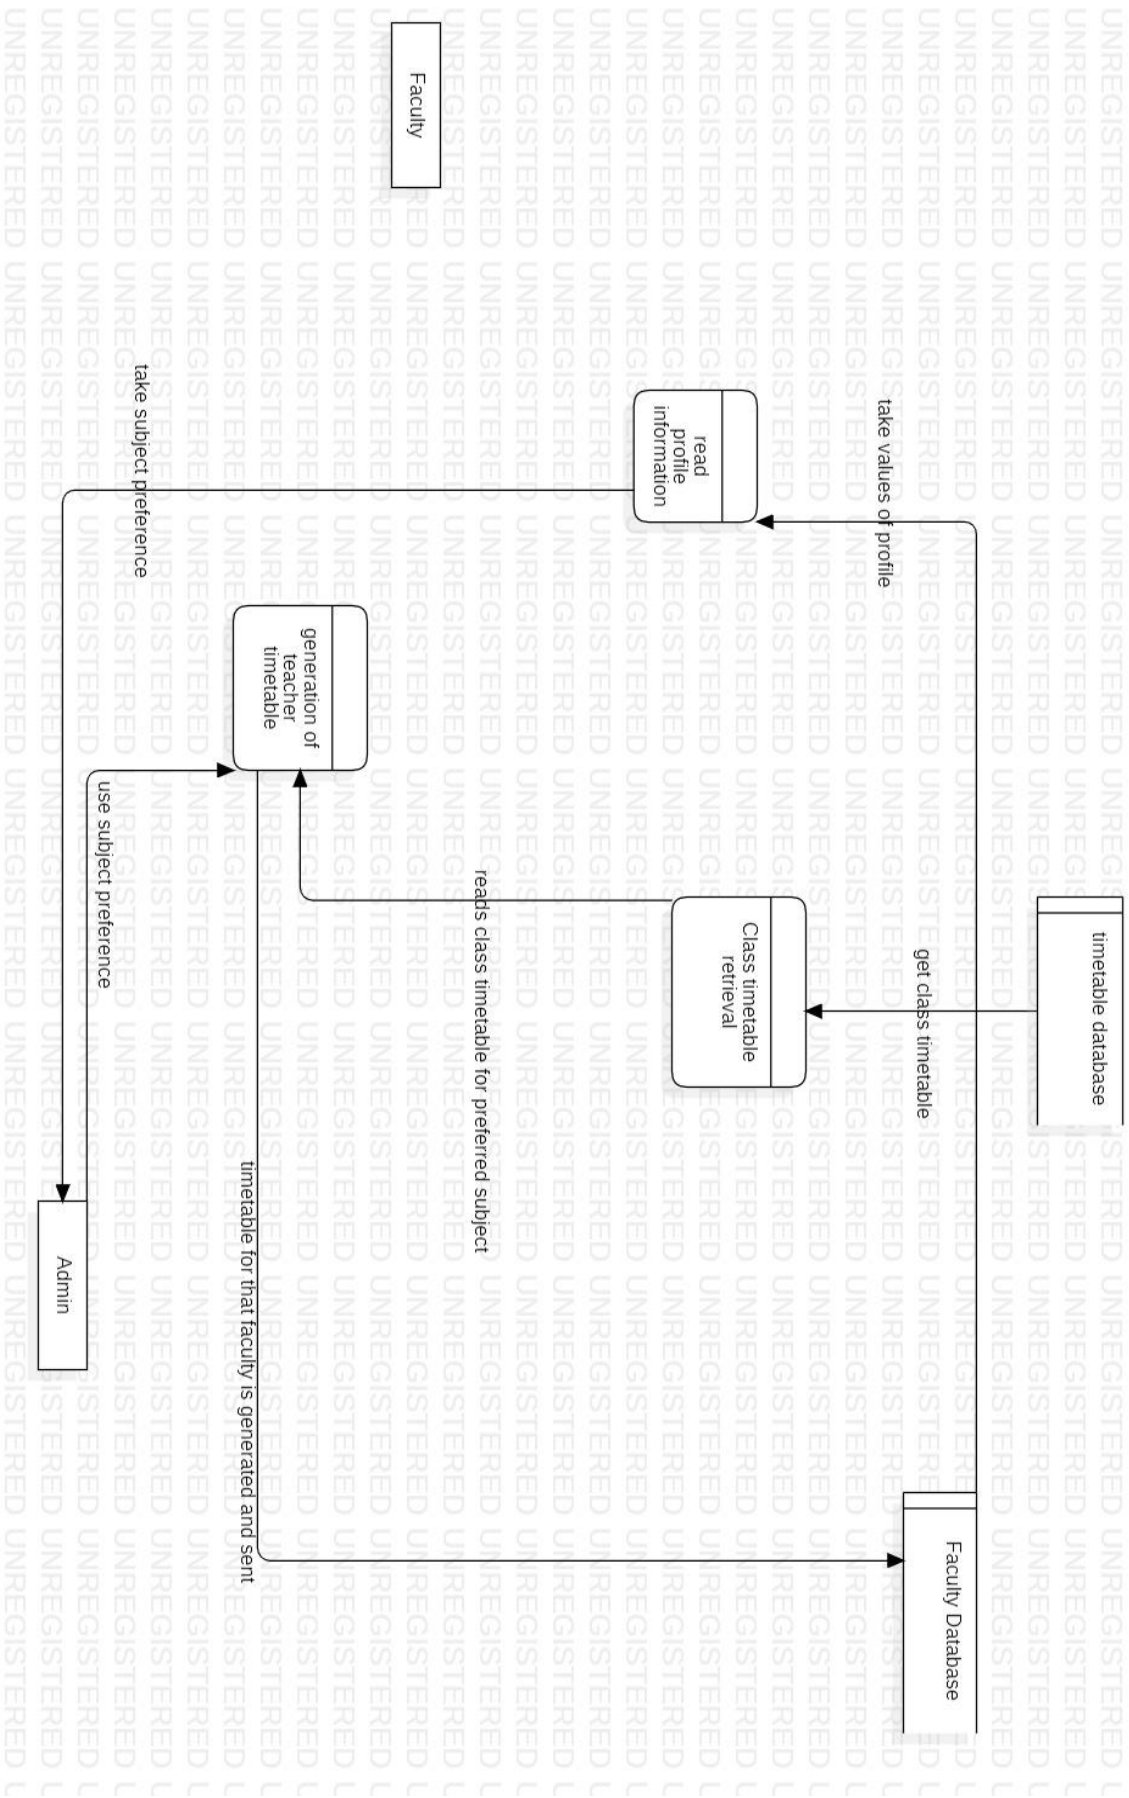 timetable database
Faculty Database
take values of profile
get class timetable
read
profile
information
Class timetable
retrieval
reads class timetable for preferred subject
Faculty
generation of
teacher
timetable
timetable for that faculty is generated and sent
take subject preference
use subject preference
Admin
UNREGISTERED